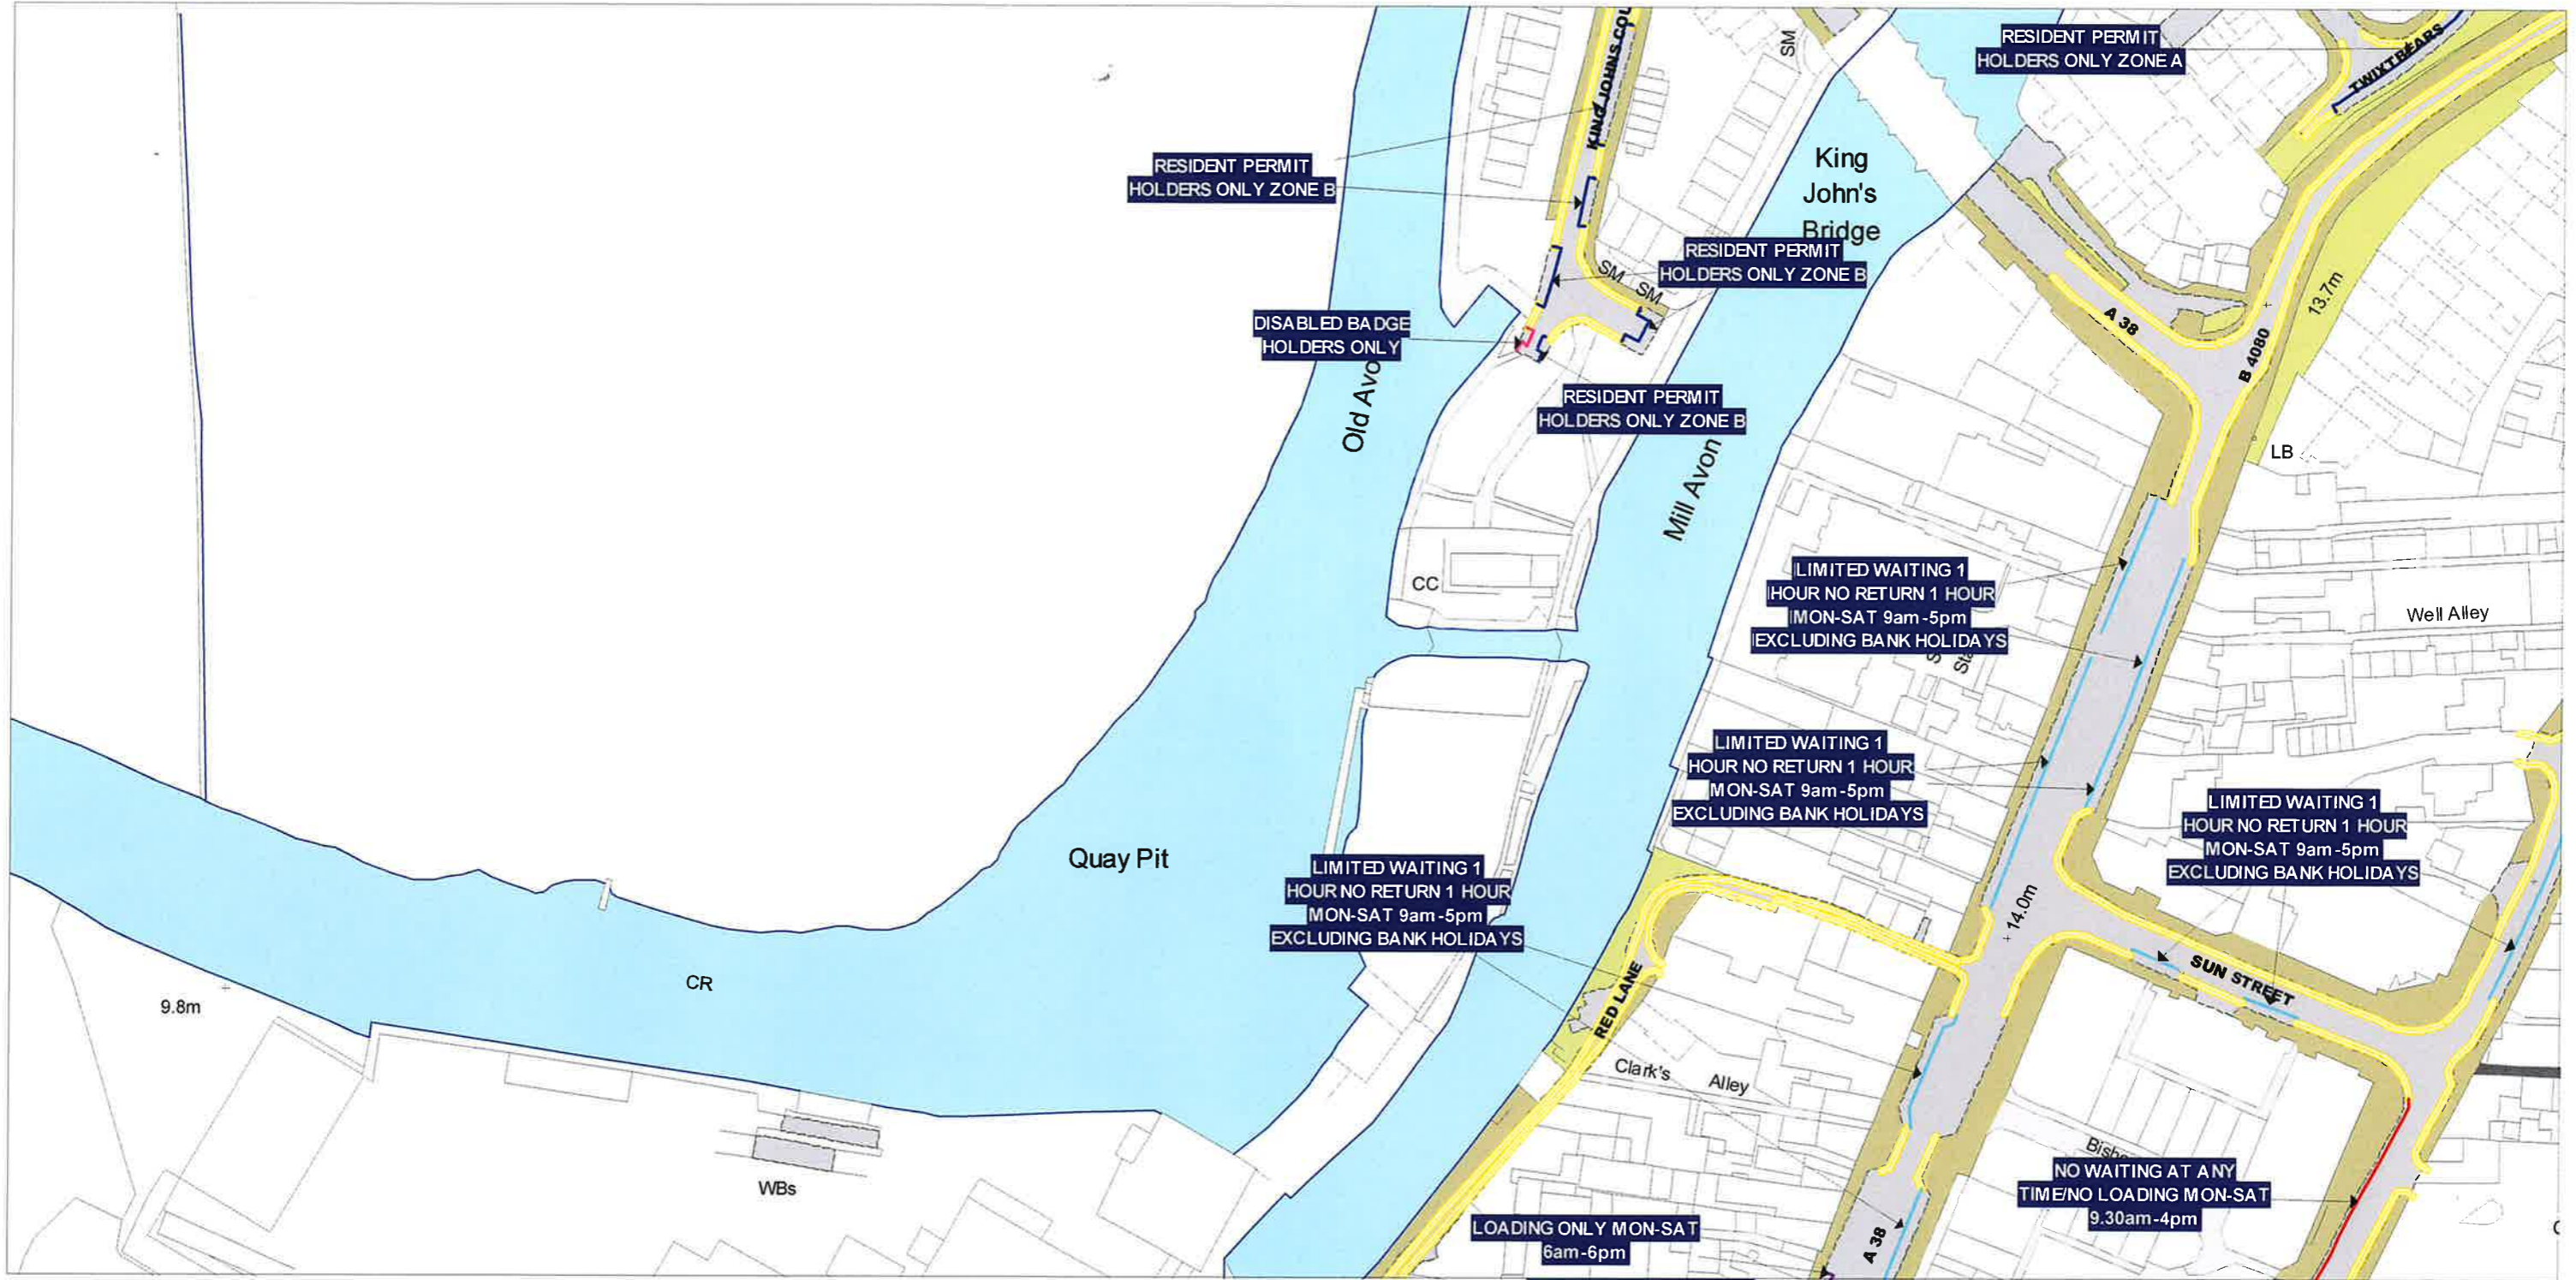 RESIDENT PERMIT
HOLDERS ONLY ZONE A
TWIXTBEARS
SM
KING JOHNS COU
RESIDENT PERMIT
HOLDERS ONLY ZONE B
King
John's
Bridge
RESIDENT PERMIT
HOLDERS ONLY ZONE B
SM
SM
DISABLED BADGE
HOLDERS ONLY
A 38
B 4080
13.7m
Old Avo
RESIDENT PERMIT
HOLDERS ONLY ZONE B
Mill Avon
LB
CC
LIMITED WAITING 1
HOUR NO RETURN 1 HOUR
MON-SAT 9am-5pm
EXCLUDING BANK HOLIDAYS
Well Alley
LIMITED WAITING 1
HOUR NO RETURN 1 HOUR
MON-SAT 9am-5pm
EXCLUDING BANK HOLIDAYS
LIMITED WAITING 1
HOUR NO RETURN 1 HOUR
MON-SAT 9am-5pm
EXCLUDING BANK HOLIDAYS
Quay Pit
LIMITED WAITING 1
HOUR NO RETURN 1 HOUR
MON-SAT 9am-5pm
EXCLUDING BANK HOLIDAYS
14.0m
SUN STREET
CR
9.8m
RED LANE
Clark's Alley
WBs
NO WAITING AT ANY
TIME/NO LOADING MON-SAT
9.30am-4pm
LOADING ONLY MON-SAT
6am-6pm
A 38